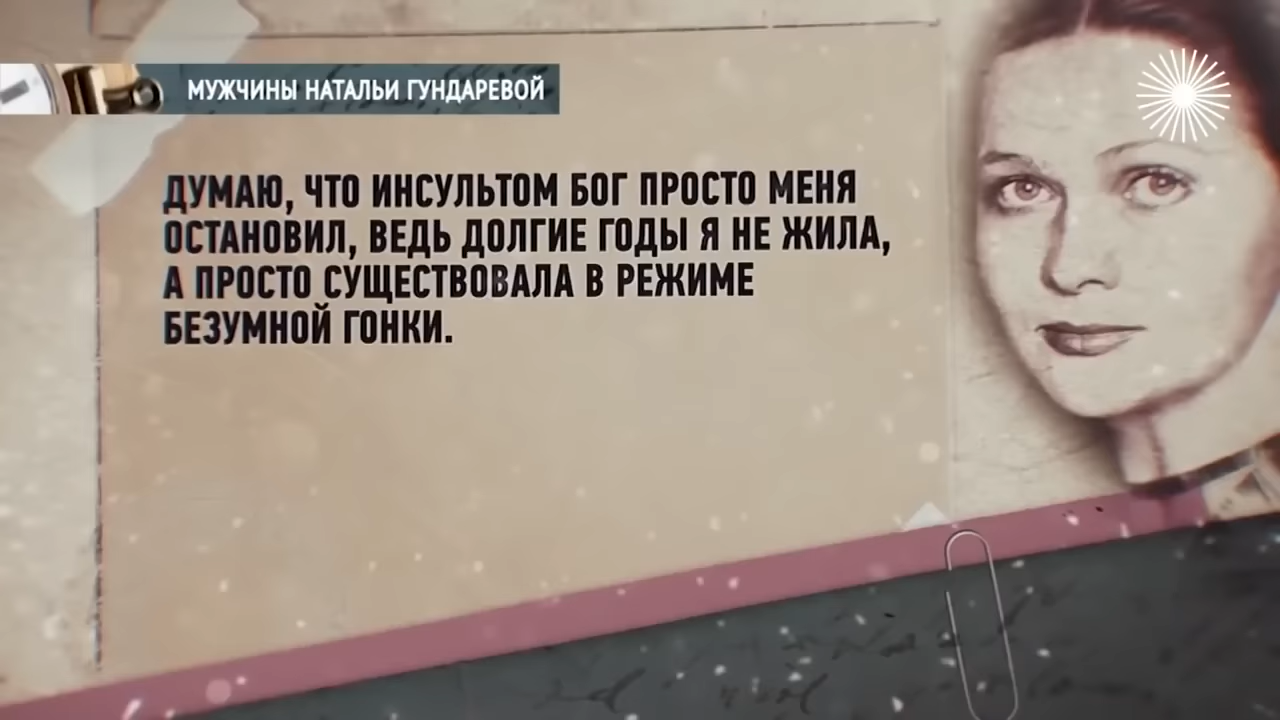 МУЖЧИНЫ НАТАЛЬИ ГУНДАРЕВОЙ
ДУМАЮ, ЧТО ИНСУЛЬТОМ БОГ ПРОСТО МЕНЯ
ОСТАНОВИЛ, ВЕДЬ ДОЛГИЕ ГОДЫ Я НЕ ЖИЛА,
А ПРОСТО СУЩЕСТВОВАЛА В РЕЖИМЕ
БЕЗУМНОЙ ГОНКИ.